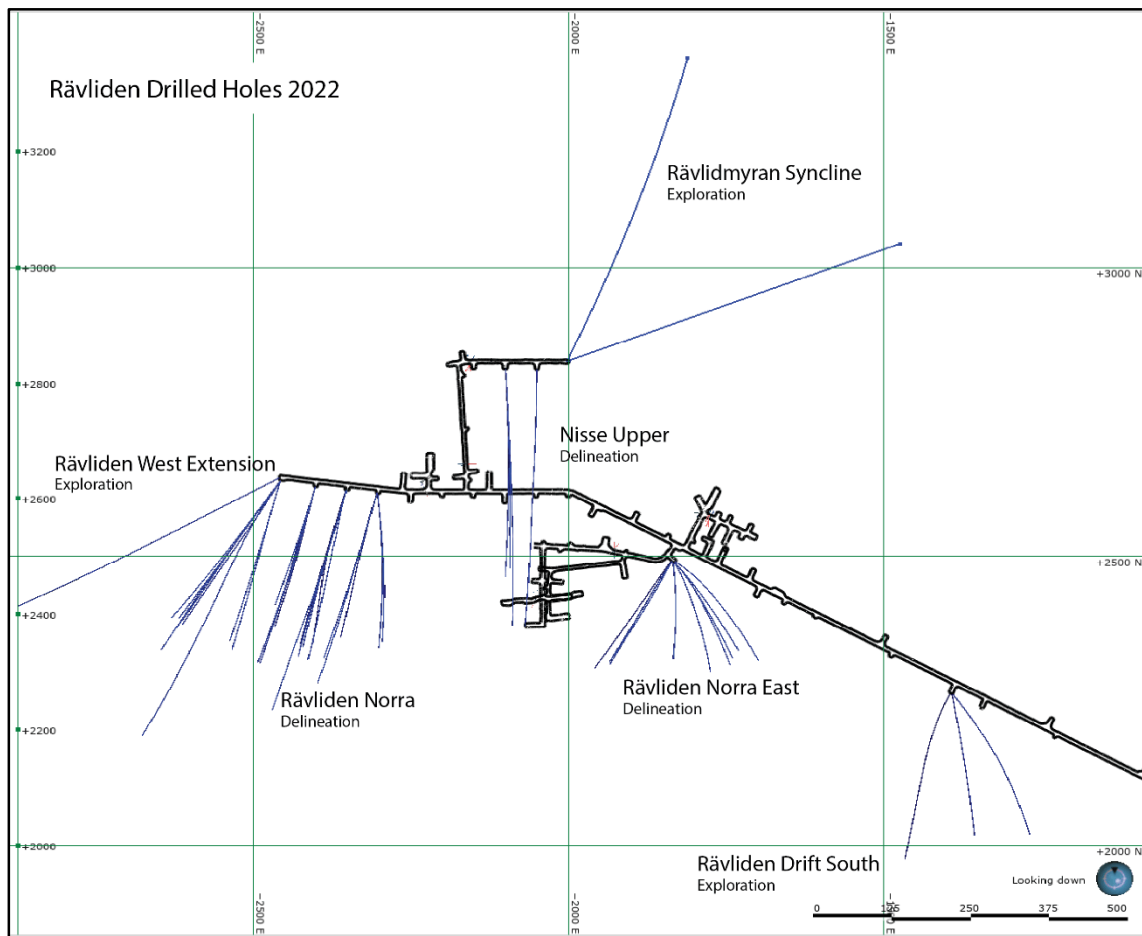 −2500 E
−2000 E
−1500 E
Rävliden Drilled Holes 2022
+3200
Rävlidmyran Syncline
Exploration
+3000
+3000 N
+2800
Nisse Upper
Delineation
Rävliden West Extension
Exploration
+2600
+2500 N
+2400
Rävliden Norra
Delineation
Rävliden Norra East
Delineation
+2200
+2000
+2000 N
Rävliden Drift South
Exploration
Looking down
0 125 250 375 500
−2500 E
−2000 E
−1500 E